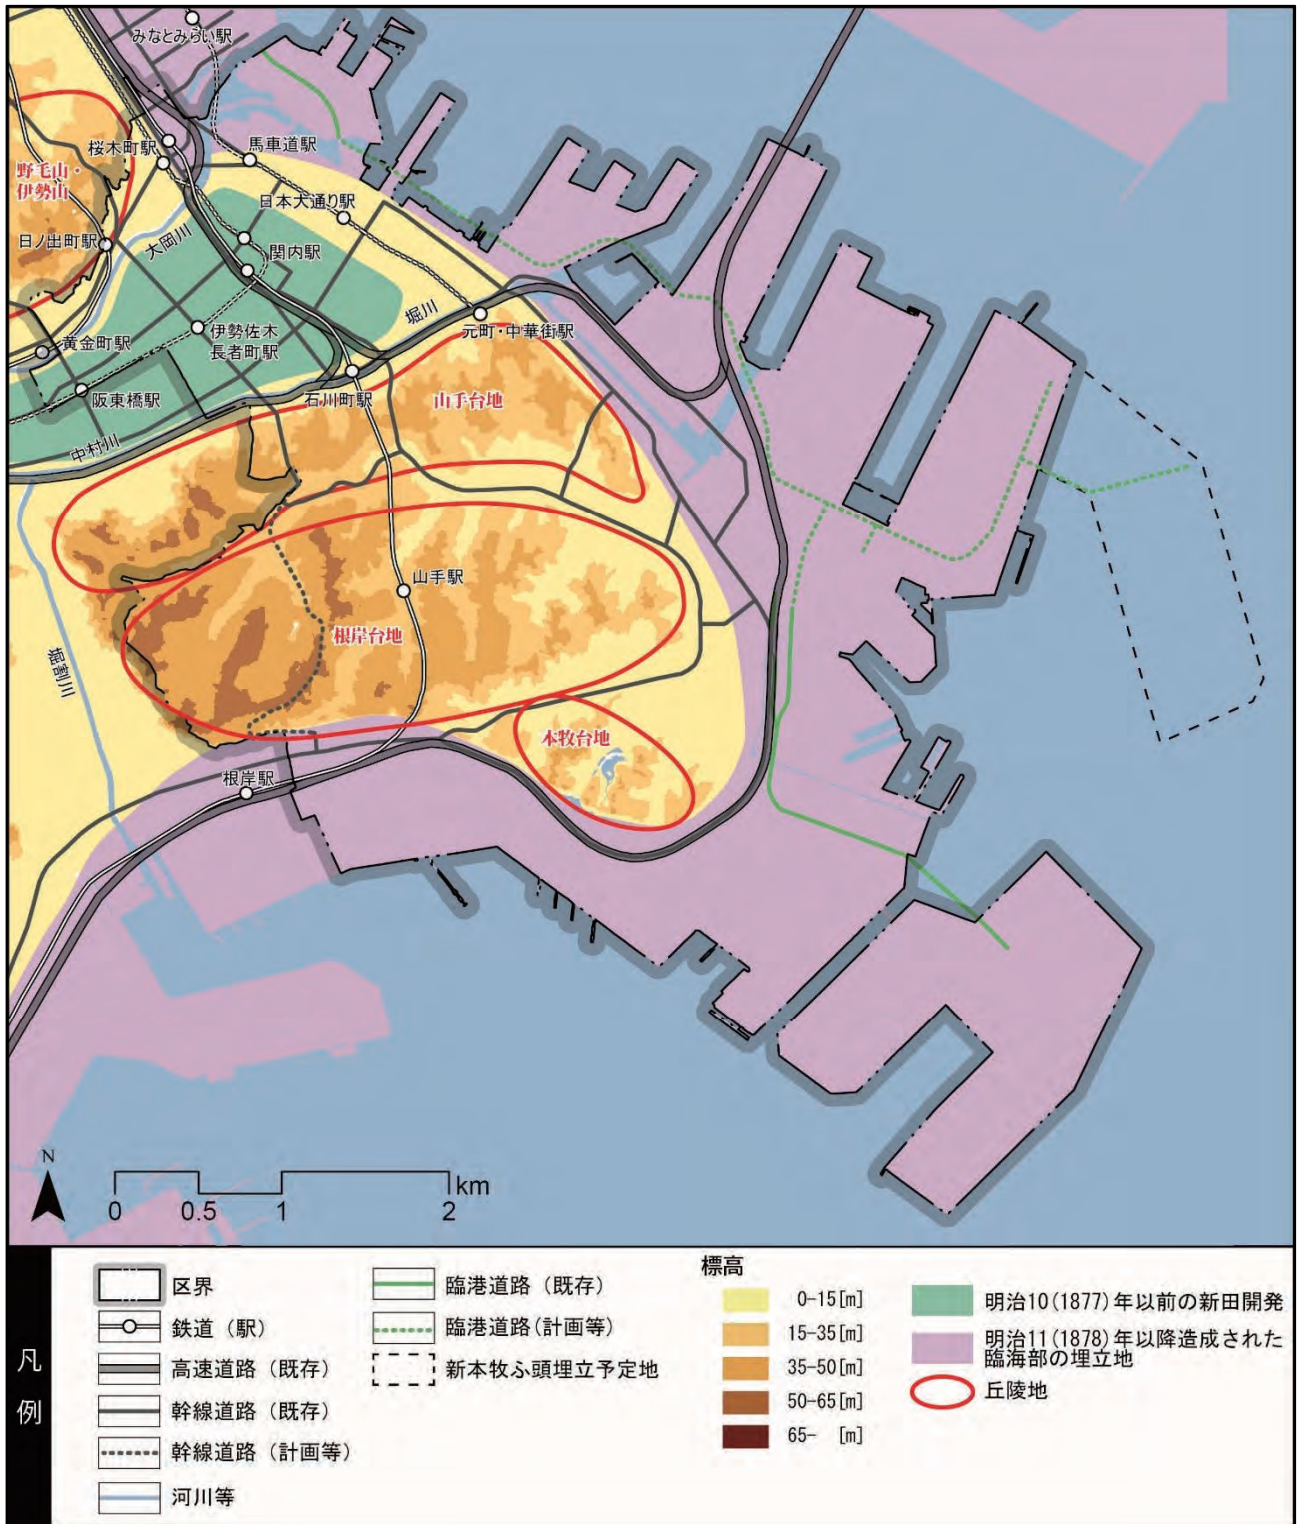 みなとみらい駅
桜木町駅
馬車道駅
野毛山・
伊勢山
日本大通り駅
日ノ出町駅
大岡川
関内駅
堀川
元町・中華街駅
伊勢佐木
長者町駅
黄金町駅
阪東橋駅
石川町駅
山手台地
中村川
山手駅
根岸台地
堀割川
本牧台地
根岸駅
N
0 0.5 1 2 km
凡例
区界
鉄道（駅）
高速道路（既存）
幹線道路（既存）
幹線道路（計画等）
河川等
臨港道路（既存）
臨港道路(計画等)
新本牧ふ頭埋立予定地
標高
0-15[m]
15-35[m]
35-50[m]
50-65[m]
65- [m]
明治10(1877)年以前の新田開発
明治11(1878)年以降造成された
臨海部の埋立地
丘陵地